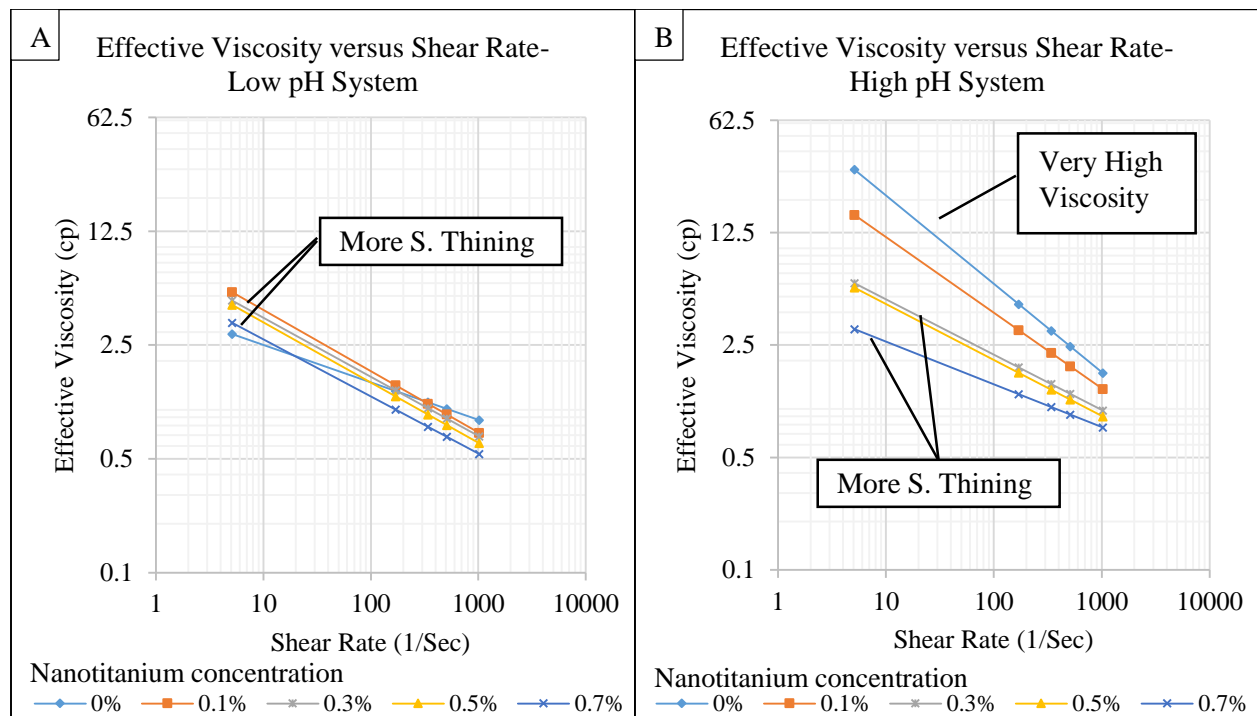 A
Effective Viscosity versus Shear Rate-
Low pH System
62.5
12.5
2.5
0.5
0.1
Effective Viscosity (cp)
More S. Thining
1
10
100
1000
10000
Shear Rate (1/Sec)
Nanotitanium concentration
0%
0.1%
0.3%
0.5%
0.7%
B
Effective Viscosity versus Shear Rate-
High pH System
62.5
12.5
2.5
0.5
0.1
Effective Viscosity (cp)
Very High
Viscosity
More S. Thining
1
10
100
1000
10000
Shear Rate (1/Sec)
Nanotitanium concentration
0%
0.1%
0.3%
0.5%
0.7%